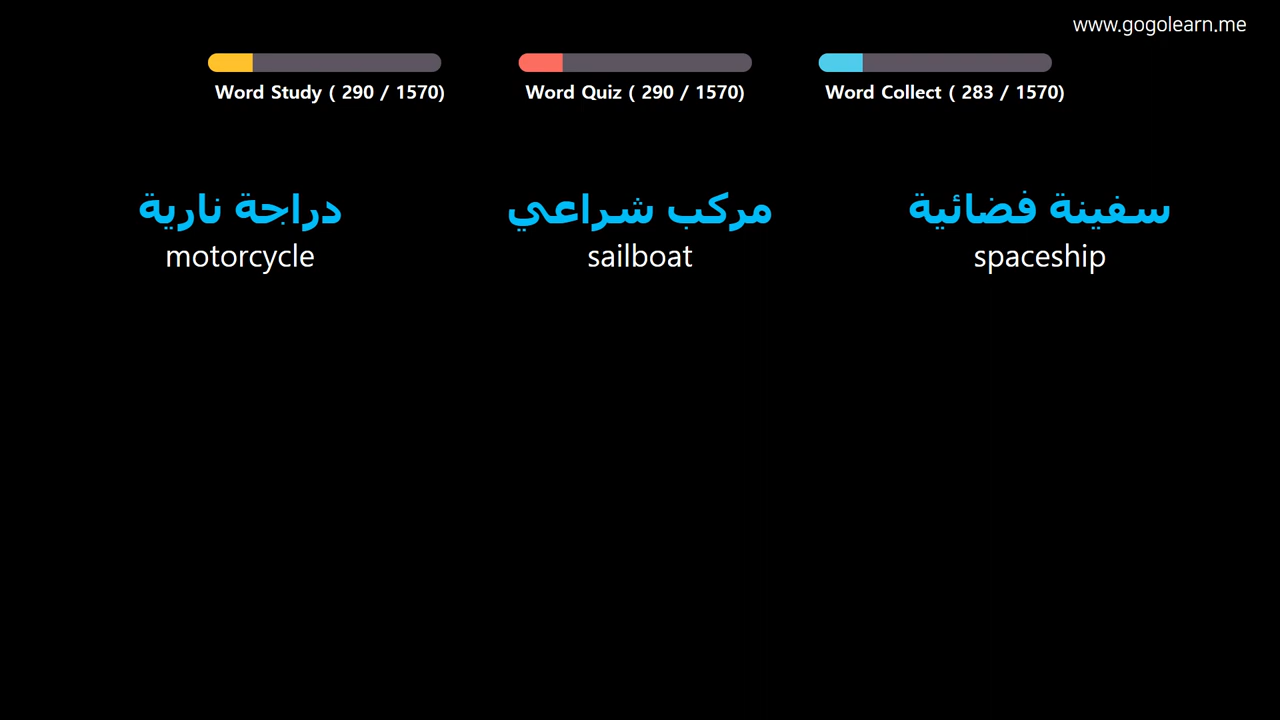 www.gogolearn.me
Word Study ( 290 / 1570)
Word Quiz ( 290 / 1570)
Word Collect ( 283 / 1570)
دراجة نارية
motorcycle
مركب شراعي
sailboat
سفينة فضائية
spaceship